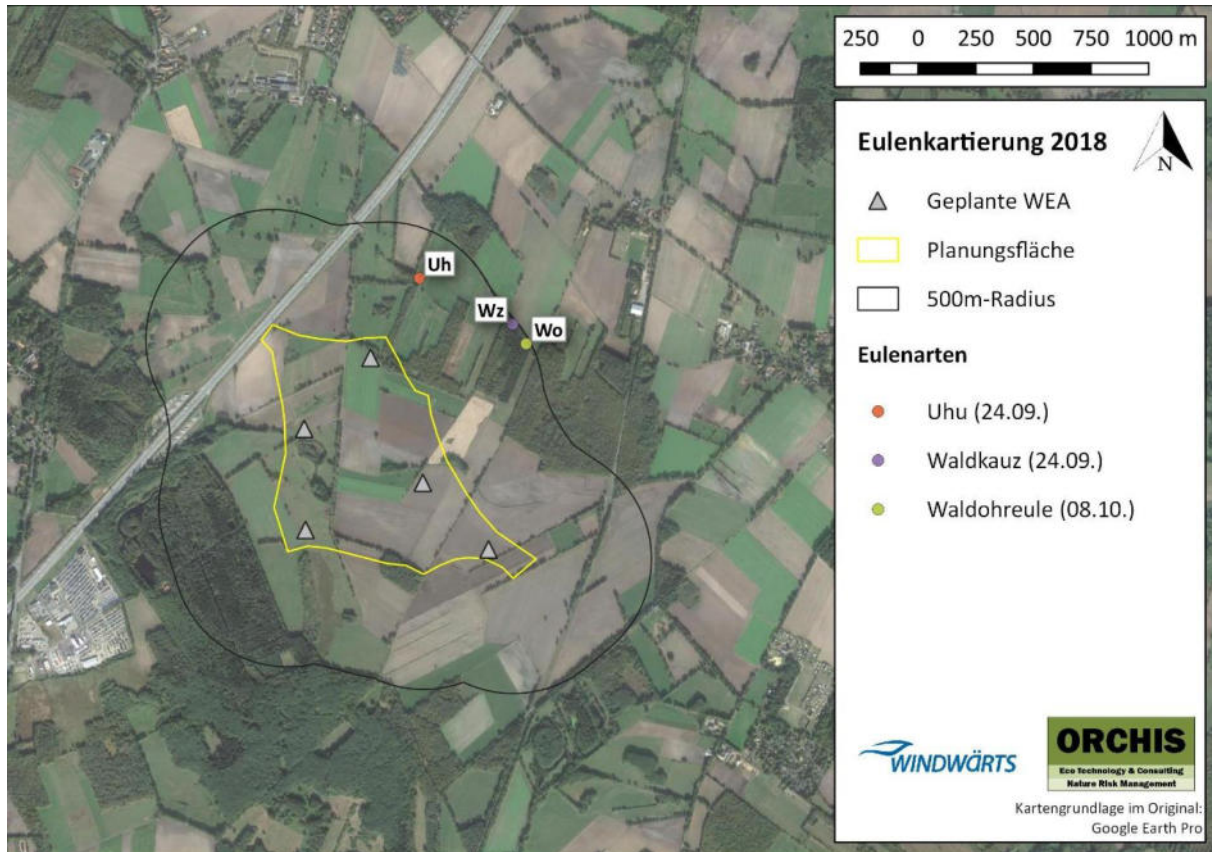 250 0 250 500 750 1000 m
Eulenkartierung 2018
N
Geplante WEA
Planungsfläche
500m-Radius
Eulenarten
Uhu (24.09.)
Waldkauz (24.09.)
Waldohreule (08.10.)
Uh
Wz
Wo
WINDWÄRTS
ORCHIS
Eco Technology & Consulting
Nature Risk Management
Kartengrundlage im Original:
Google Earth Pro